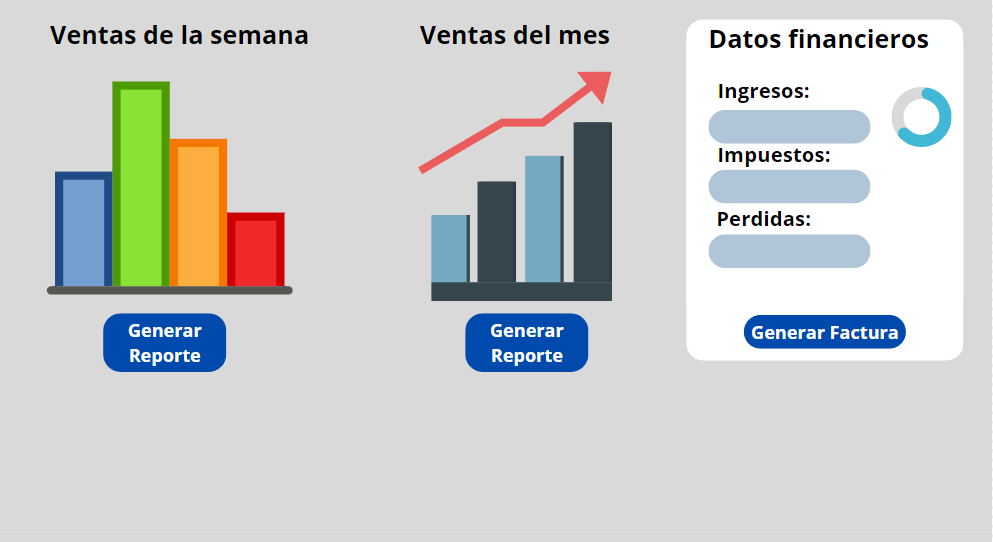 Ventas de la semana
Generar
Reporte
Ventas del mes
Generar
Reporte
Datos financieros
Ingresos:
Impuestos:
Perdidas:
Generar Factura